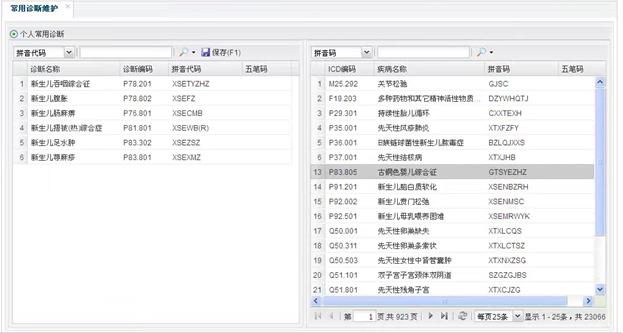 常用诊断维护
个人常用诊断
拼音代码 保存(F1)
诊断名称 诊断编码 拼音代码 五笔码
1 新生儿吞咽综合征 P78.201 XSETYZHZ
2 新生儿腹胀 P78.802 XSEFZ
3 新生儿肠麻痹 P76.801 XSECMB
4 新生儿捂被(热)综合症 P81.801 XSEWB(R)
5 新生儿足水肿 P83.302 XSEZSZ
6 新生儿荨麻疹 P83.801 XSEXMZ
拼音码
ICD编码 疾病名称 拼音码 五笔码
1 M25.292 关节松弛 GJSC
2 F19.203 多种药物和其它精神活性物质... DZYWHQTJ
3 P29.301 持续性胎儿循环 CXXTEXH
4 P35.001 先天性风疹肺炎 XTXFZFY
5 P36.001 B族链球菌性新生儿脓毒症 BZLQJXXS
6 P37.001 先天性结核病 XTXJHB
13 P83.805 古铜色婴儿综合征 GTSYEZHZ
14 P91.201 新生儿脑白质软化 XSENBZRH
15 P92.002 新生儿贲门松弛 XSENMSC
16 P92.501 新生儿母乳喂养困难 XSEMRWYK
17 Q50.001 先天性卵巢缺失 XTXLCQS
18 Q50.311 先天性卵巢条索状 XTXLCTSZ
19 Q50.503 先天性女性中肾管囊肿 XTXNXZSG
20 Q51.101 双子宫子宫颈伴双阴道 SZGZGJBS
21 Q51.801 先天性残角子宫 XTXCJZG
第 1 页,共 923 页 每页25条 显示 1 - 25条，共 23066